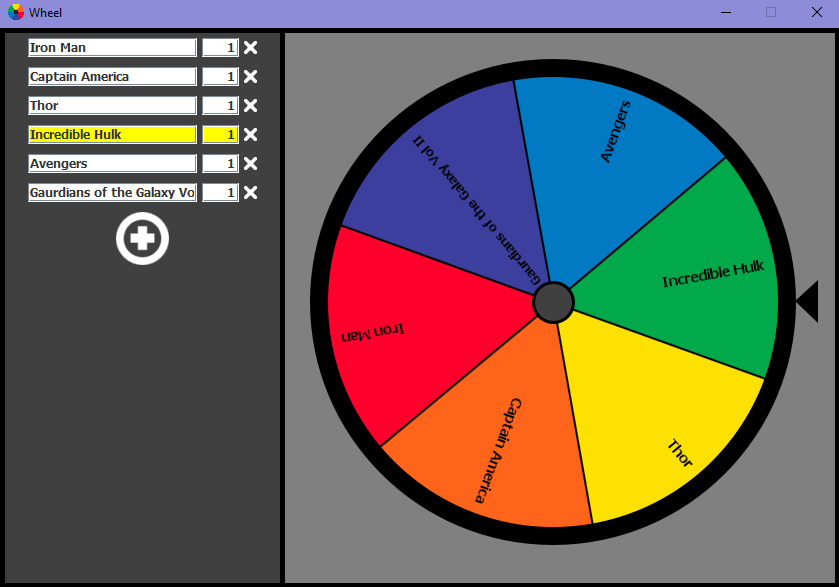 Wheel
Iron Man 1
Captain America 1
Thor 1
Incredible Hulk 1
Avengers 1
Gaurdians of the Galaxy Vo 1
Avengers
Gaurdians of the Galaxy Vol II
Incredible Hulk
Iron Man
Captain America
Thor